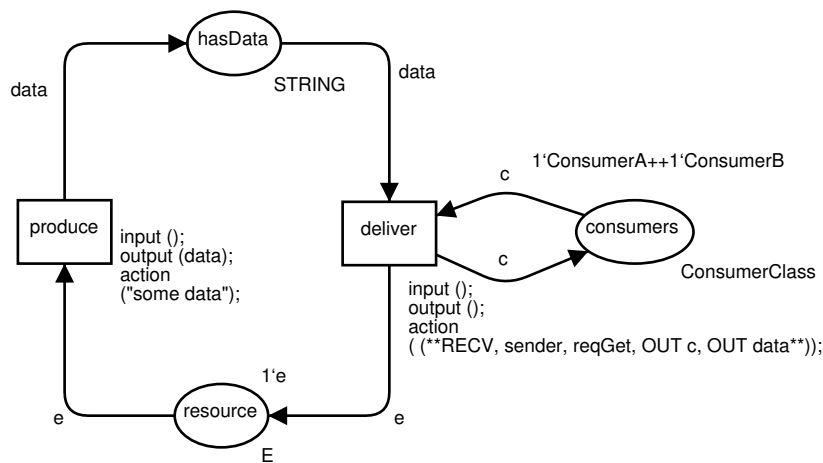 hasData
data
STRING
data
1‘ConsumerA++1‘ConsumerB
c
produce
deliver
consumers
input ();
output (data);
action
("some data");
c
ConsumerClass
input ();
output ();
action
( (**RECV, sender, reqGet, OUT c, OUT data**));
1‘e
e
resource
e
E